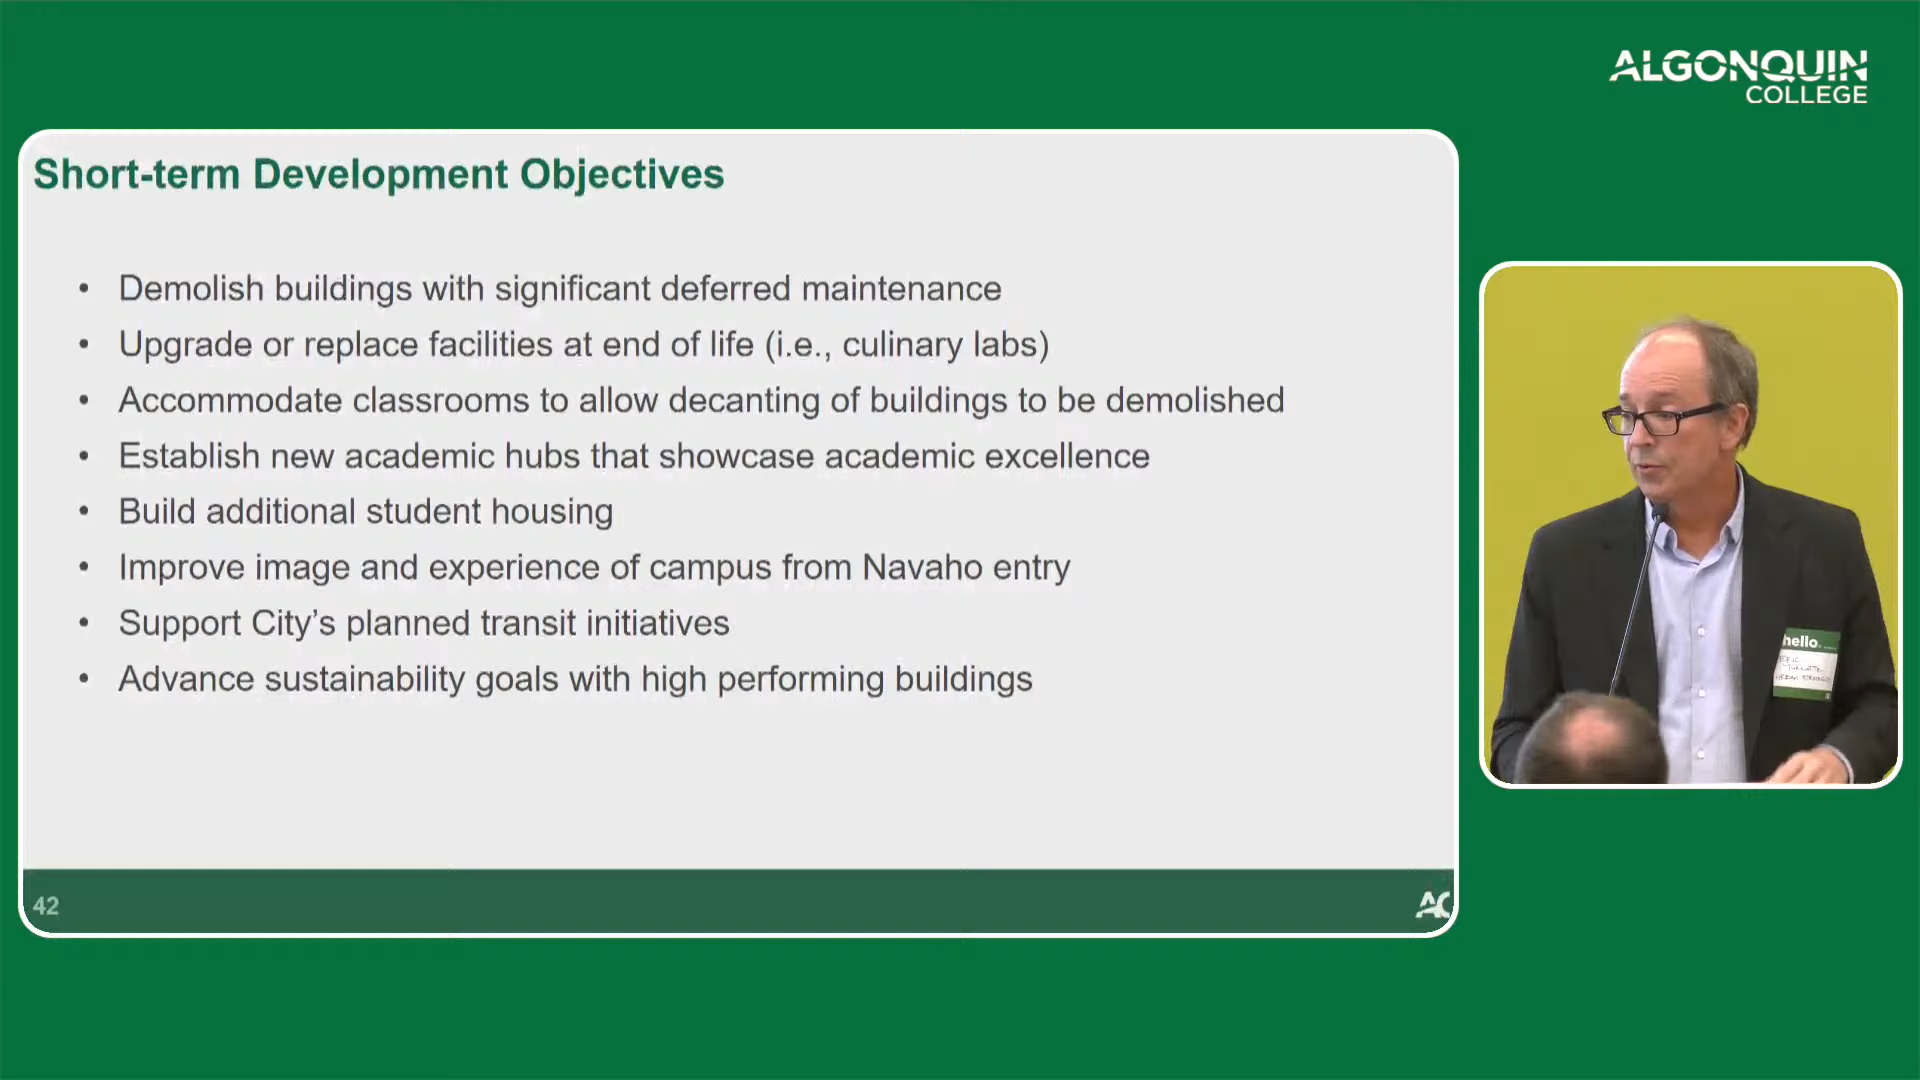 ALGONQUIN
COLLEGE
Short-term Development Objectives
• Demolish buildings with significant deferred maintenance
• Upgrade or replace facilities at end of life (i.e., culinary labs)
• Accommodate classrooms to allow decanting of buildings to be demolished
• Establish new academic hubs that showcase academic excellence
• Build additional student housing
• Improve image and experience of campus from Navaho entry
• Support City’s planned transit initiatives
• Advance sustainability goals with high performing buildings
42
AC
hello.
ERIC